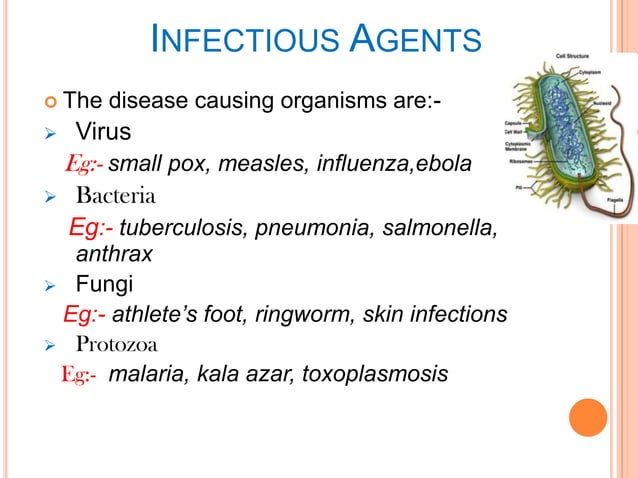 INFECTIOUS AGENTS
The disease causing organisms are:-
Virus
Eg:- small pox, measles, influenza,ebola
Bacteria
Eg:- tuberculosis, pneumonia, salmonella,
anthrax
Fungi
Eg:- athlete’s foot, ringworm, skin infections
Protozoa
Eg:- malaria, kala azar, toxoplasmosis
Cell Structure
Cytoplasm
Nucleoid
Capsule
Cell Wall
Cytoplasmic
Membrane
Ribosomes
Pili
Flagella